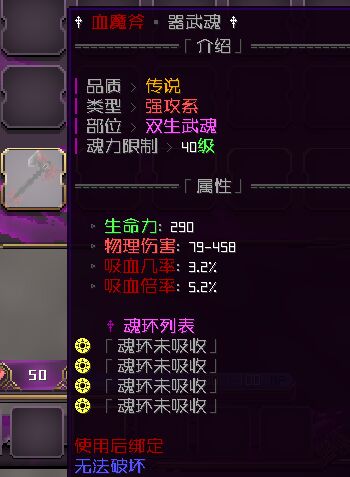 † 血魔斧 · 器武魂 †
「介绍」
品质 > 传说
类型 > 强攻系
部位 > 双生武魂
魂力限制 > 40级
「属性」
生命力: 290
物理伤害: 79-458
吸血几率: 3.2%
吸血倍率: 5.2%
† 魂环列表
「魂环未吸收」
「魂环未吸收」
50
「魂环未吸收」
「魂环未吸收」
使用后绑定
无法破坏